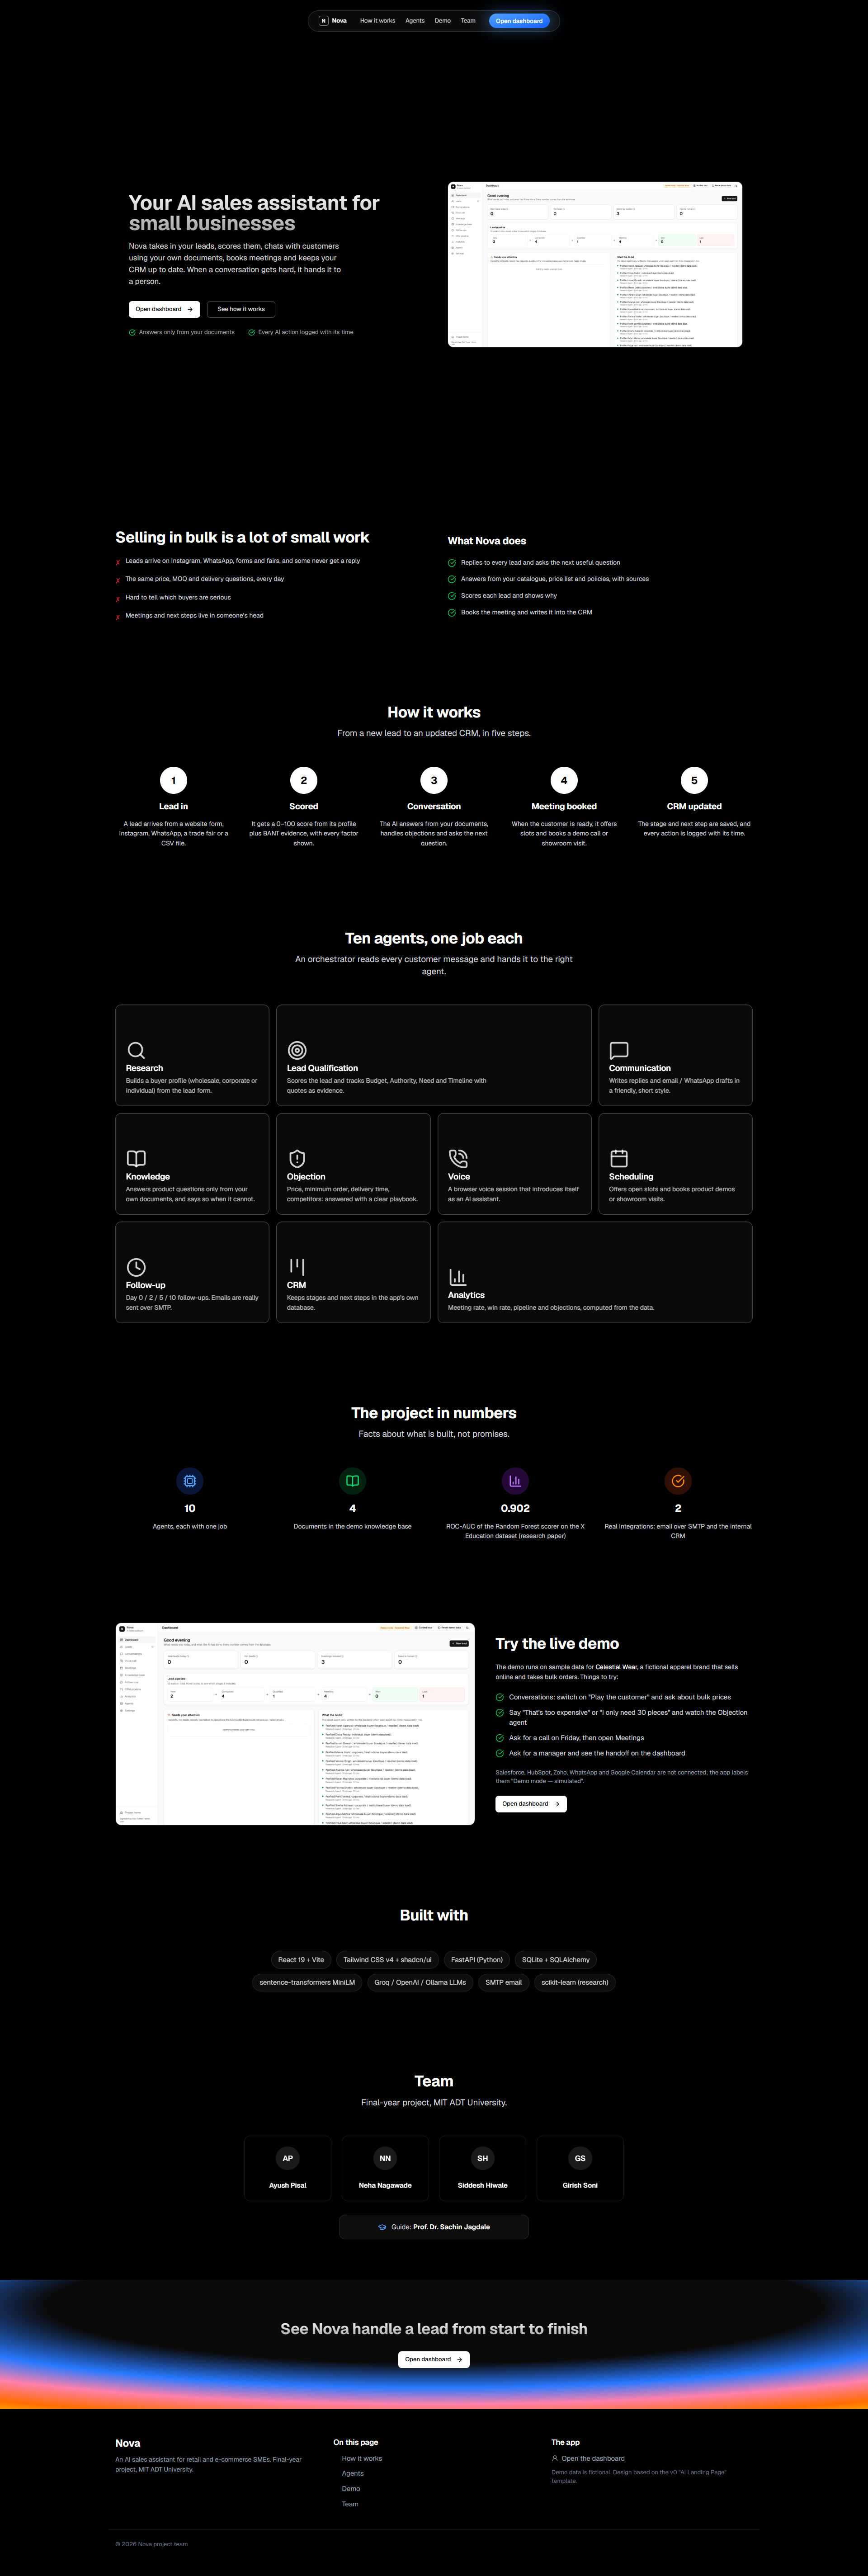 N Nova How it works Agents Demo Team Open dashboard
Your AI sales assistant for
small businesses
Nova takes in your leads, scores them, chats with customers
using your own documents, books meetings and keeps your
CRM up to date. When a conversation gets hard, it hands it to
a person.
Open dashboard → See how it works
Answers only from your documents Every AI action logged with its time
Dashboard
Good evening
Selling in bulk is a lot of small work
✗ Leads arrive on Instagram, WhatsApp, forms and fairs, and some never get a reply
✗ The same price, MOQ and delivery questions, every day
✗ Hard to tell which buyers are serious
✗ Meetings and next steps live in someone's head
What Nova does
Replies to every lead and asks the next useful question
Answers from your catalogue, price list and policies, with sources
Scores each lead and shows why
Books the meeting and writes it into the CRM
How it works
From a new lead to an updated CRM, in five steps.
1
Lead in
A lead arrives from a website form,
Instagram, WhatsApp, a trade fair or a
CSV file.
2
Scored
It gets a 0–100 score from its profile
plus BANT evidence, with every factor
shown.
3
Conversation
The AI answers from your documents,
handles objections and asks the next
question.
4
Meeting booked
When the customer is ready, it offers
slots and books a demo call or
showroom visit.
5
CRM updated
The stage and next step are saved, and
every action is logged with its time.
Ten agents, one job each
An orchestrator reads every customer message and hands it to the right
agent.
Research
Builds a buyer profile (wholesale, corporate or
individual) from the lead form.
Lead Qualification
Scores the lead and tracks Budget, Authority, Need and Timeline with
quotes as evidence.
Communication
Writes replies and email / WhatsApp drafts in
a friendly, short style.
Knowledge
Answers product questions only from your
own documents, and says so when it cannot.
Objection
Price, minimum order, delivery time,
competitors: answered with a clear playbook.
Voice
A browser voice session that introduces itself
as an AI assistant.
Scheduling
Offers open slots and books product demos
or showroom visits.
Follow-up
Day 0 / 2 / 5 / 10 follow-ups. Emails are really
sent over SMTP.
CRM
Keeps stages and next steps in the app's own
database.
Analytics
Meeting rate, win rate, pipeline and objections, computed from the data.
The project in numbers
Facts about what is built, not promises.
10
Agents, each with one job
4
Documents in the demo knowledge base
0.902
ROC-AUC of the Random Forest scorer on the X
Education dataset (research paper)
2
Real integrations: email over SMTP and the internal
CRM
Dashboard
Good evening
Needs your attention
What the AI did
Try the live demo
The demo runs on sample data for Celestial Wear, a fictional apparel brand that sells
online and takes bulk orders. Things to try:
Conversations: switch on "Play the customer" and ask about bulk prices
Say "That's too expensive" or "I only need 30 pieces" and watch the Objection
agent
Ask for a call on Friday, then open Meetings
Ask for a manager and see the handoff on the dashboard
Salesforce, HubSpot, Zoho, WhatsApp and Google Calendar are not connected; the app labels
them "Demo mode — simulated".
Open dashboard →
Built with
React 19 + Vite Tailwind CSS v4 + shadcn/ui FastAPI (Python) SQLite + SQLAlchemy
sentence-transformers MiniLM Groq / OpenAI / Ollama LLMs SMTP email scikit-learn (research)
Team
Final-year project, MIT ADT University.
AP NN SH GS
Ayush Pisal Neha Nagawade Siddesh Hiwale Girish Soni
Guide: Prof. Dr. Sachin Jagdale
See Nova handle a lead from start to finish
Open dashboard →
Nova
An AI sales assistant for retail and e-commerce SMEs. Final-year
project, MIT ADT University.
On this page
How it works
Agents
Demo
Team
The app
Open the dashboard
Demo data is fictional. Design based on the v0 "AI Landing Page"
template.
© 2026 Nova project team